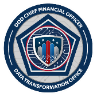 DOD CHIEF FINANCIAL OFFICER
DATA TRANSFORMATION OFFICE